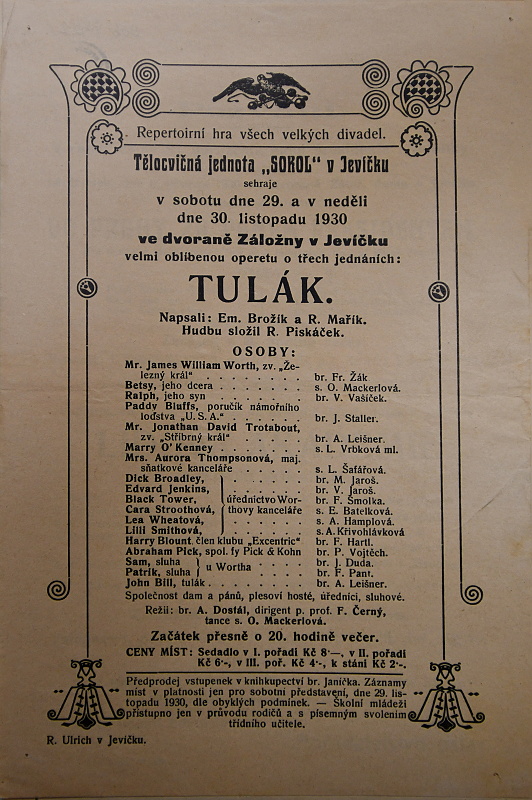 Repertoirní hra všech velkých divadel.
Tělocvičná jednota „SOKOL" v Jevíčku
sehraje
v sobotu dne 29. a v neděli
dne 30. listopadu 1930
ve dvoraně Záložny v Jevíčku
velmi oblíbenou operetu o třech jednáních:
TULÁK.
Napsali: Em. Brožík a R. Mařík.
Hudbu složil R. Piskáček.
OSOBY:
Mr. James William Worth, zv. „Že-
lezný král" . . . . . . . br. Fr. Žák
Betsy, jeho dcera . . . . . . s. O. Mackerlová.
Ralph, jeho syn . . . . . . br. V. Vašíček.
Paddy Bluffs, poručík námořního
loďstva „U. S. A." . . . . . br. J. Staller.
Mr. Jonathan David Trotabout,
zv. „Stříbrný král" . . . . . br. A. Leišner.
Marry O'Kenney . . . . . . s. L. Vrbková ml.
Mrs. Aurora Thompsonová, maj.
sňatkové kanceláře . . . . . s. L. Šafářová.
Dick Broadley, . . . . . br. M. Jaroš.
Edvard Jenkins, . . . . . br. V. Jaroš.
Black Tower, úřednictvo Wor- br. F. Smolka.
Cara Stroothová, thovy kanceláře s. E. Batelková.
Lea Wheatová, . . . . . s. A. Hamplová.
Lilli Smithová, . . . . . s. A. Křivohlávková
Harry Blount, člen klubu „Excentric" br. F. Hartl.
Abraham Pick, spol. fy Pick & Kohn br. P. Vojtěch.
Sam, sluha u Wortha . . . . br. J. Duda.
Patrik, sluha . . . . br. F. Pant.
John Bill, tulák . . . . . . br. A. Leišner.
Společnost dam a pánů, plesoví hosté, úředníci, sluhové.
Režii: br. A. Dostál, dirigent p. prof. F. Černý,
tance s. O. Mackerlová.
Začátek přesně o 20. hodině večer.
CENY MÍST: Sedadlo v I. pořadí Kč 8·—, v II. pořadí
Kč 6·-, v III. poř. Kč 4·-, k stání Kč 2·-.
Předprodej vstupenek v knihkupectví br. Janíčka. Záznamy
míst v platnosti jen pro sobotní představení, dne 29. lis-
topadu 1930, dle obyklých podmínek. — Školní mládeži
přístupno jen v průvodu rodičů a s písemným svolením
třídního učitele.
R. Ulrich v Jevíčku.